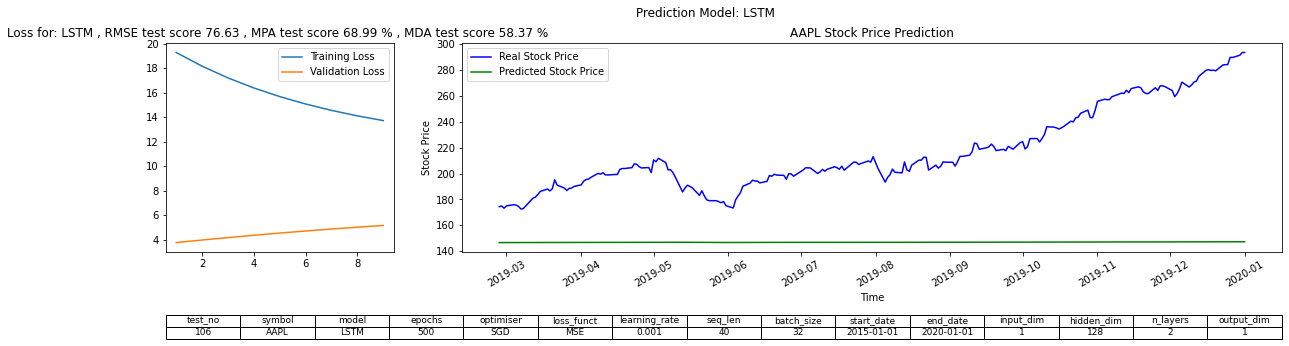 Prediction Model: LSTM
Loss for: LSTM , RMSE test score 76.63 , MPA test score 68.99 % , MDA test score 58.37 %
AAPL Stock Price Prediction
Training Loss
Validation Loss
20
18
16
14
12
10
8
6
4
2 4 6 8
Real Stock Price
Predicted Stock Price
Stock Price
300
280
260
240
220
200
180
160
140
2019-03 2019-04 2019-05 2019-06 2019-07 2019-08 2019-09 2019-10 2019-11 2019-12 2020-01
Time
test_no symbol model epochs optimiser loss_funct learning_rate seq_len batch_size start_date end_date input_dim hidden_dim n_layers output_dim
106 AAPL LSTM 500 SGD MSE 0.001 40 32 2015-01-01 2020-01-01 1 128 2 1